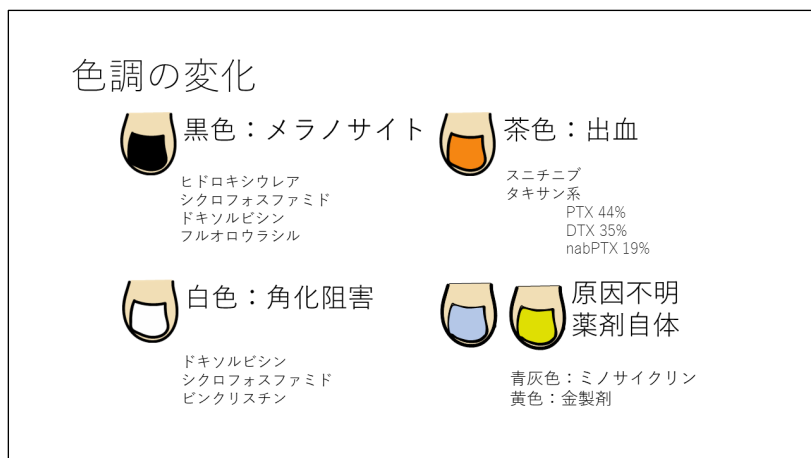 色調の変化
黒色：メラノサイト
ヒドロキシウレア
シクロフォスファミド
ドキソルビシン
フルオロウラシル
茶色：出血
スニチニブ
タキサン系
PTX 44%
DTX 35%
nabPTX 19%
白色：角化阻害
ドキソルビシン
シクロフォスファミド
ビンクリスチン
原因不明
薬剤自体
青灰色：ミノサイクリン
黄色：金製剤